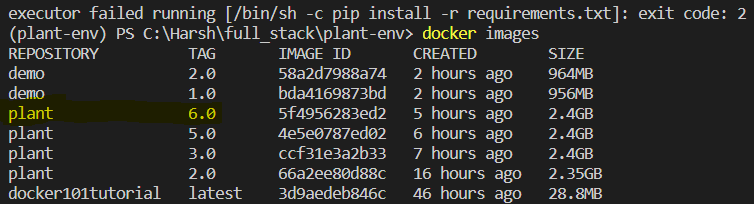 executor failed running [/bin/sh -c pip install -r requirements.txt]: exit code: 2
(plant-env) PS C:\Harsh\full_stack\plant-env> docker images
REPOSITORY TAG IMAGE ID CREATED SIZE
demo 2.0 58a2d7988a74 2 hours ago 964MB
demo 1.0 bda4169873bd 2 hours ago 956MB
plant 6.0 5f4956283ed2 5 hours ago 2.4GB
plant 5.0 4e5e0787ed02 6 hours ago 2.4GB
plant 3.0 ccf31e3a2b33 7 hours ago 2.4GB
plant 2.0 66a2ee80d88c 16 hours ago 2.35GB
docker101tutorial latest 3d9aedeb846c 46 hours ago 28.8MB